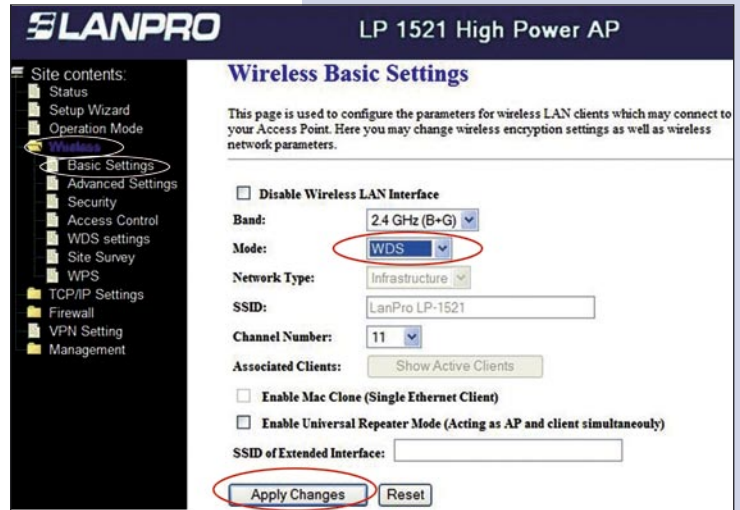 LANPRO
LP 1521 High Power AP
Site contents:
Status
Setup Wizard
Operation Mode
Wireless
Basic Settings
Advanced Settings
Security
Access Control
WDS settings
Site Survey
WPS
TCP/IP Settings
Firewall
VPN Setting
Management
Wireless Basic Settings
This page is used to configure the parameters for wireless LAN clients which may connect to
your Access Point. Here you may change wireless encryption settings as well as wireless
network parameters.
Disable Wireless LAN Interface
Band: 2.4 GHz (B+G)
Mode: WDS
Network Type: Infrastructure
SSID: LanPro LP-1521
Channel Number: 11
Associated Clients: Show Active Clients
Enable Mac Clone (Single Ethernet Client)
Enable Universal Repeater Mode (Acting as AP and client simultaneouly)
SSID of Extended Interface:
Apply Changes Reset